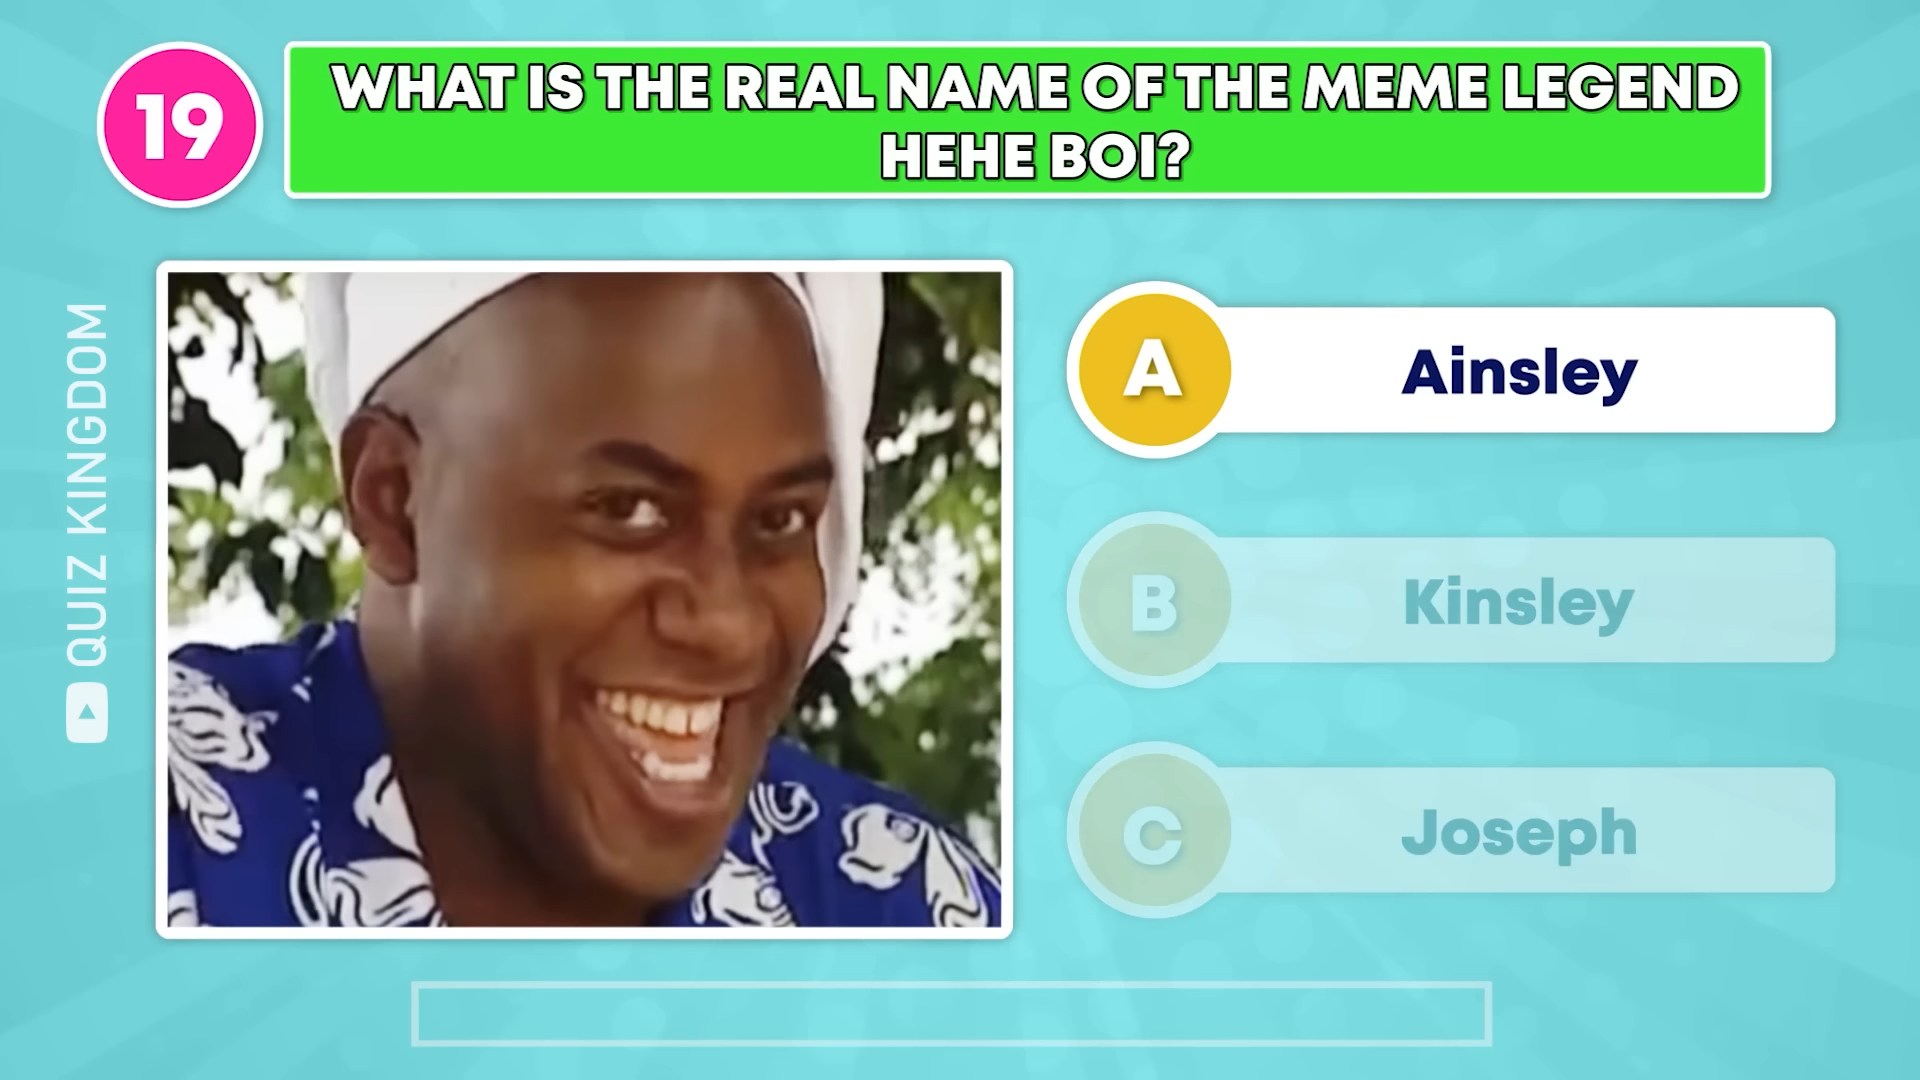 19
WHAT IS THE REAL NAME OF THE MEME LEGEND
HEHE BOI?
QUIZ KINGDOM
A
Ainsley
B
Kinsley
C
Joseph